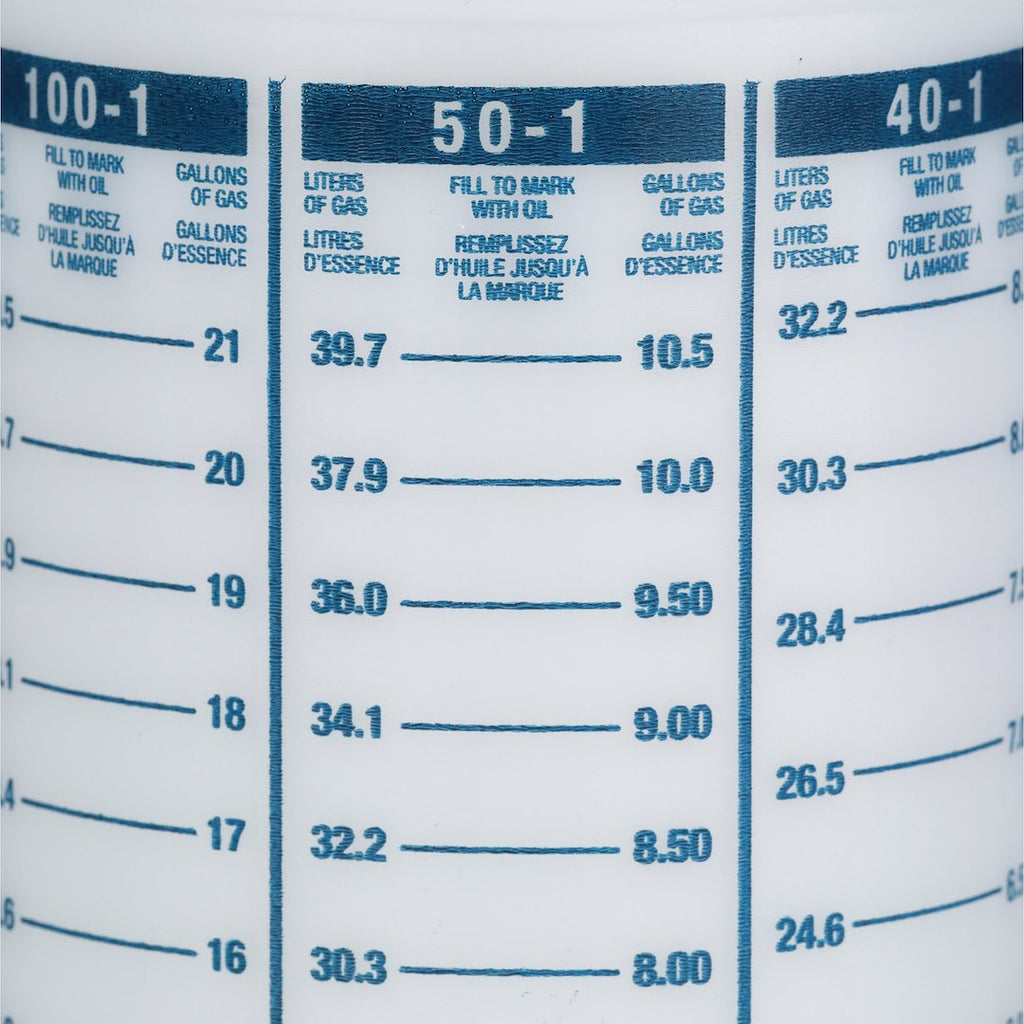 100-1
FILL TO MARK
WITH OIL
REMPLISSEZ
D'HUILE JUSQU'À
LA MARQUE
GALLONS
OF GAS
GALLONS
D'ESSENCE
21
20
19
18
17
16
50-1
LITERS
OF GAS
LITRES
D'ESSENCE
FILL TO MARK
WITH OIL
REMPLISSEZ
D'HUILE JUSQU'À
LA MARQUE
GALLONS
OF GAS
GALLONS
D'ESSENCE
39.7 10.5
37.9 10.0
36.0 9.50
34.1 9.00
32.2 8.50
30.3 8.00
40-1
LITERS
OF GAS
LITRES
D'ESSENCE
FILL TO MARK
WITH OIL
REMPLISSEZ
D'HUILE JUSQU'À
LA MARQUE
32.2
30.3
28.4
26.5
24.6